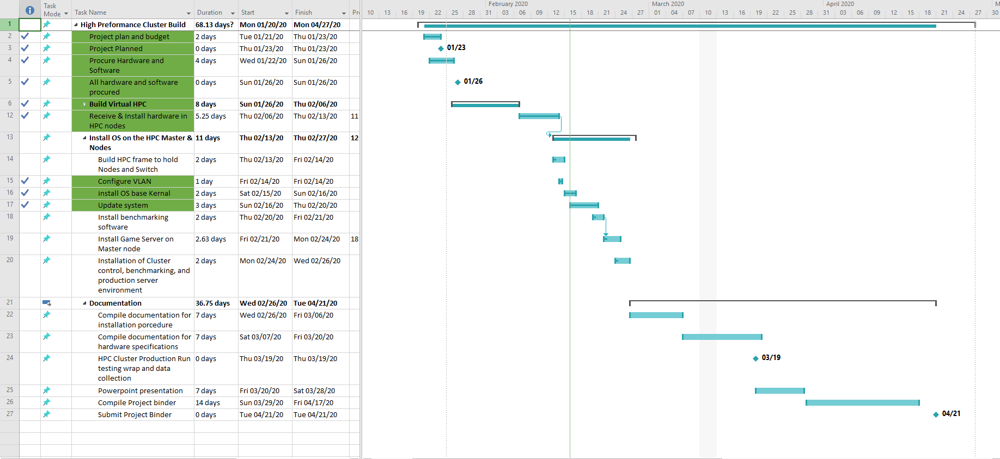 February 2020 March 2020 April 2020 M
Task Mode Task Name Duration Start Finish Pr
10 13 16 19 22 25 28 31 03 06 09 12 15 18 21 24 27 01 04 07 10 13 16 19 22 25 28 31 03 06 09 12 15 18 21 24 27 30
1 High Preformance Cluster Build 68.13 days? Mon 01/20/20 Mon 04/27/20
2 Project plan and budget 2 days Tue 01/21/20 Thu 01/23/20
3 Project Planned 0 days Thu 01/23/20 Thu 01/23/20 01/23
4 Procure Hardware and 4 days Wed 01/22/20 Sun 01/26/20
Software
5 All hardware and software 0 days Sun 01/26/20 Sun 01/26/20 01/26
procured
6 Build Virtual HPC 8 days Sun 01/26/20 Thu 02/06/20
12 Receive & Install hardware in 5.25 days Thu 02/06/20 Thu 02/13/20 11
HPC nodes
13 Install OS on the HPC Master & 11 days Thu 02/13/20 Thu 02/27/20 12
Nodes
14 Build HPC frame to hold 2 days Thu 02/13/20 Fri 02/14/20
Nodes and Switch
15 Configure VLAN 1 day Fri 02/14/20 Fri 02/14/20
16 install OS base Kernal 2 days Sat 02/15/20 Sun 02/16/20
17 Update system 3 days Sun 02/16/20 Thu 02/20/20
18 Install benchmarking 2 days Thu 02/20/20 Fri 02/21/20
software
19 Install Game Server on 2.63 days Fri 02/21/20 Mon 02/24/20 18
Master node
20 Installation of Cluster 2 days Mon 02/24/20 Wed 02/26/20
control, benchmarking, and
production server
environment
21 Documentation 36.75 days Wed 02/26/20 Tue 04/21/20
22 Compile documentation for 7 days Wed 02/26/20 Fri 03/06/20
installation porcedure
23 Compile documentation for 7 days Sat 03/07/20 Fri 03/20/20
hardware specifications
24 HPC Cluster Production Run 0 days Thu 03/19/20 Thu 03/19/20 03/19
testing wrap and data
collection
25 Powerpoint presentation 7 days Fri 03/20/20 Sat 03/28/20
26 Compile Project binder 14 days Sun 03/29/20 Fri 04/17/20
27 Submit Project Binder 0 days Tue 04/21/20 Tue 04/21/20 04/21